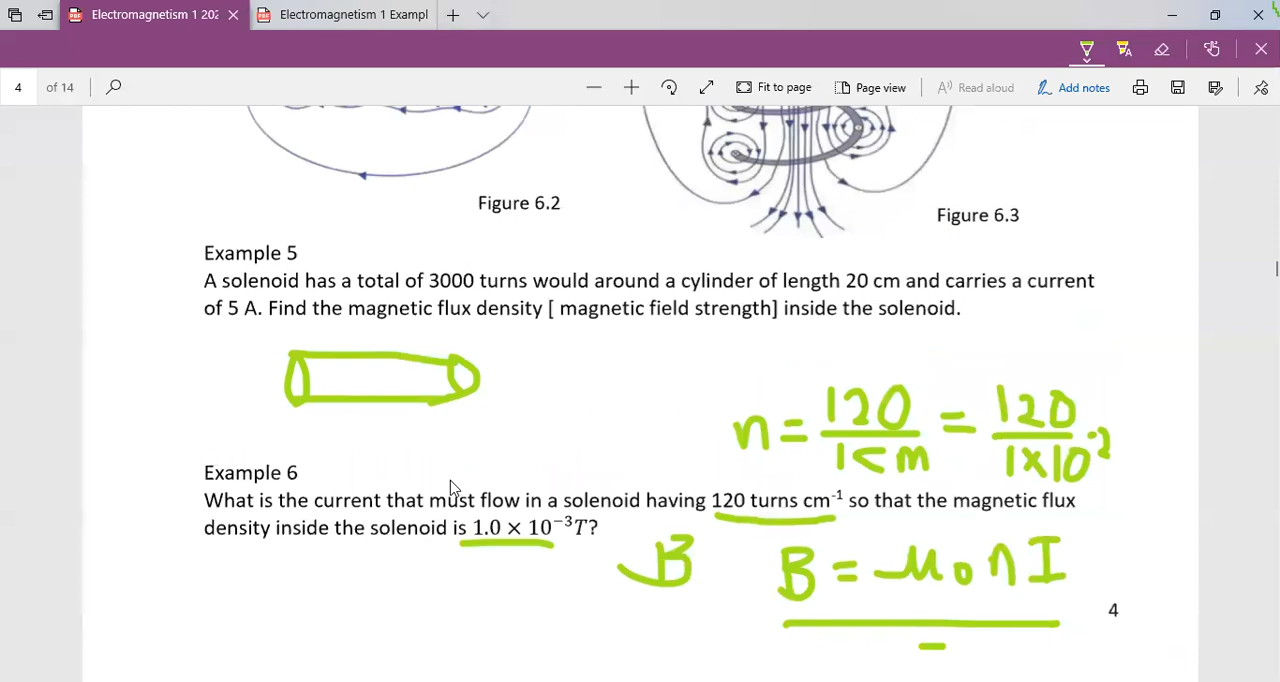 Electromagnetism 1 202
Electromagnetism 1 Exampl
4 of 14
Fit to page
Page view
Read aloud
Add notes
Figure 6.2
Figure 6.3
Example 5
A solenoid has a total of 3000 turns would around a cylinder of length 20 cm and carries a current
of 5 A. Find the magnetic flux density [ magnetic field strength] inside the solenoid.
n = 120/1cm = 120/1×10⁻²
Example 6
What is the current that must flow in a solenoid having 120 turns cm⁻¹ so that the magnetic flux
density inside the solenoid is 1.0 × 10⁻³T?
B
B = μ₀nI
4